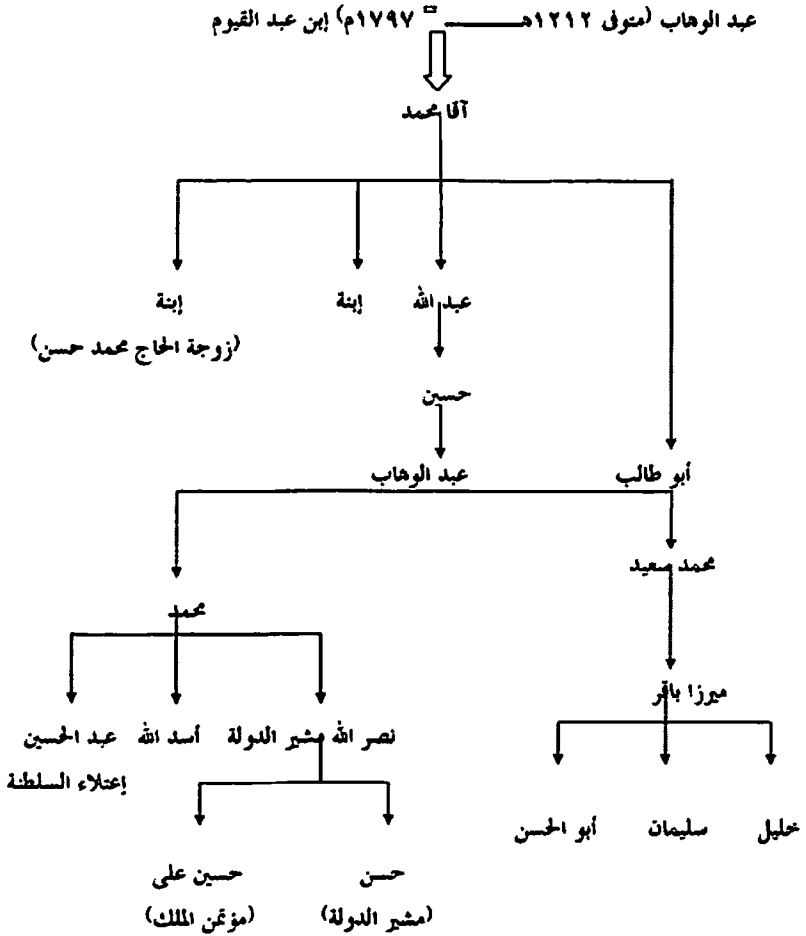 عبد الوهاب (متوفى ١٢١٢هـ ــــ ١٧٩٧م) إبن عبد القيوم
آقا محمد
عبد الله إبنة إبنة
(زوجة الحاج محمد حسن)
حسين
أبو طالب عبد الوهاب
محمد سعيد
محمد
ميرزا باقر
نصر الله مشير الدولة أسد الله عبد الحسين
إعتلاء السلطنة
خليل سليمات أبو الحسن
حسن حسين على
(مشير الدولة) (مؤتمن الملك)